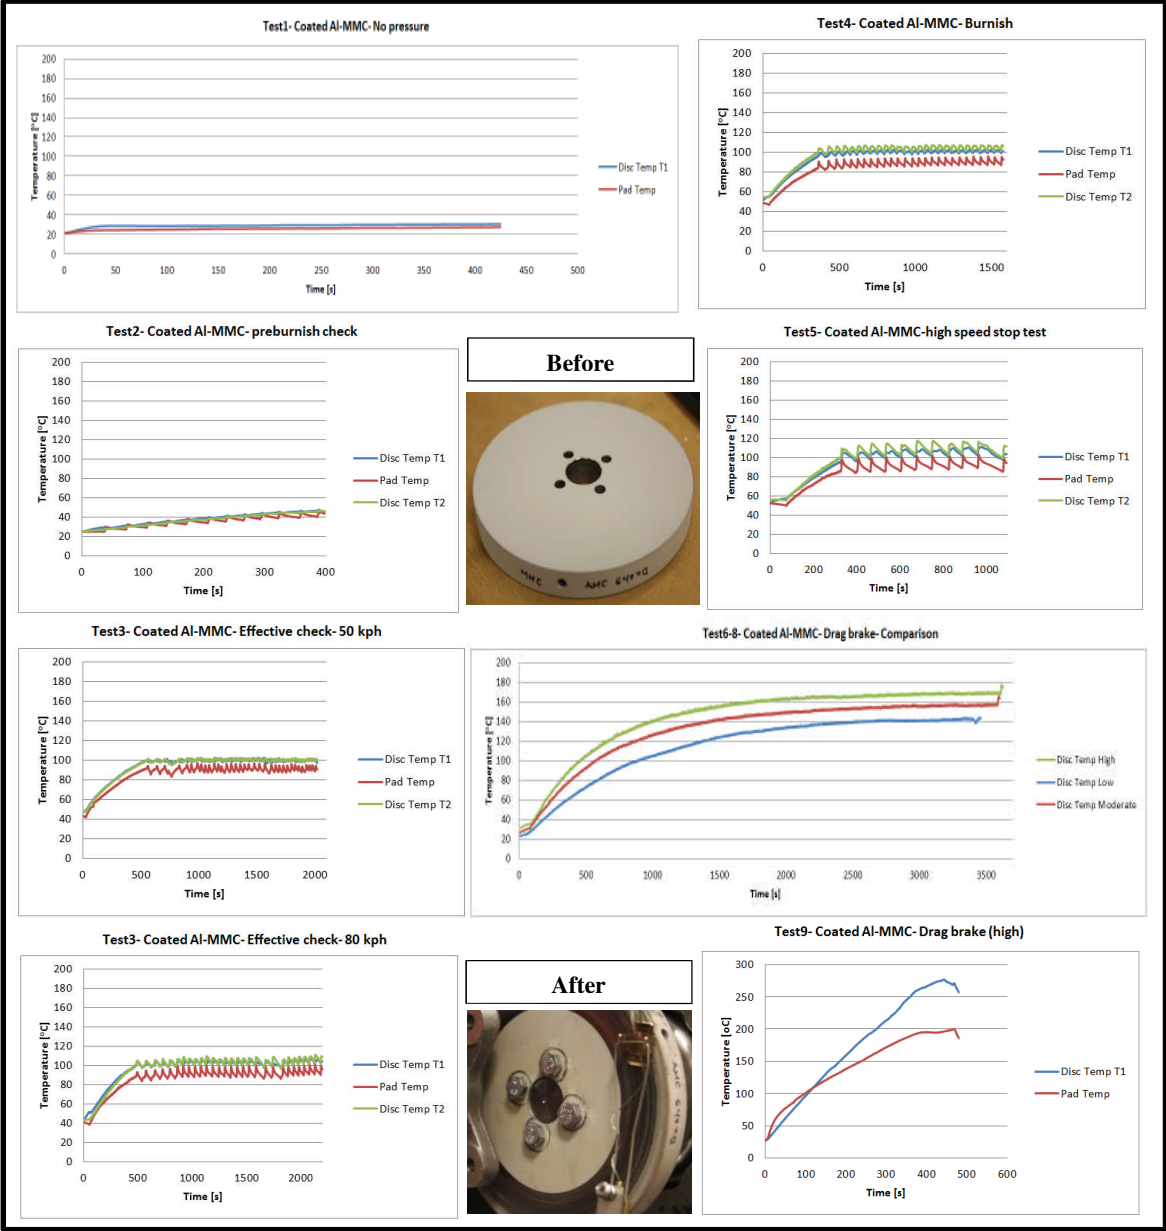 Test1- Coated Al-MMC- No pressure
200
180
160
140
120
100
80
60
40
20
0
Temperature [°C]
0 50 100 150 200 250 300 350 400 450 500
Time [s]
Disc Temp T1
Pad Temp
Test4- Coated Al-MMC- Burnish
200
180
160
140
120
100
80
60
40
20
0
Temperature [°C]
0 500 1000 1500
Time [s]
Disc Temp T1
Pad Temp
Disc Temp T2
Test2- Coated Al-MMC- preburnish check
200
180
160
140
120
100
80
60
40
20
0
Temperature [°C]
0 100 200 300 400
Time [s]
Disc Temp T1
Pad Temp
Disc Temp T2
Before
MMC AMC 640XA
Test5- Coated Al-MMC-high speed stop test
200
180
160
140
120
100
80
60
40
20
0
Temperature [°C]
0 200 400 600 800 1000
Time [s]
Disc Temp T1
Pad Temp
Disc Temp T2
Test3- Coated Al-MMC- Effective check- 50 kph
200
180
160
140
120
100
80
60
40
20
0
Temperature [°C]
0 500 1000 1500 2000
Time [s]
Disc Temp T1
Pad Temp
Disc Temp T2
Test6-8- Coated Al-MMC- Drag brake- Comparison
200
180
160
140
120
100
80
60
40
20
0
Temperature [°C]
0 500 1000 1500 2000 2500 3000 3500
Time [s]
Disc Temp High
Disc Temp Low
Disc Temp Moderate
Test3- Coated Al-MMC- Effective check- 80 kph
200
180
160
140
120
100
80
60
40
20
0
Temperature [°C]
0 500 1000 1500 2000
Time [s]
Disc Temp T1
Pad Temp
Disc Temp T2
After
AMC 640XA
Test9- Coated Al-MMC- Drag brake (high)
300
250
200
150
100
50
0
Temperature [oC]
0 100 200 300 400 500 600
Time [s]
Disc Temp T1
Pad Temp